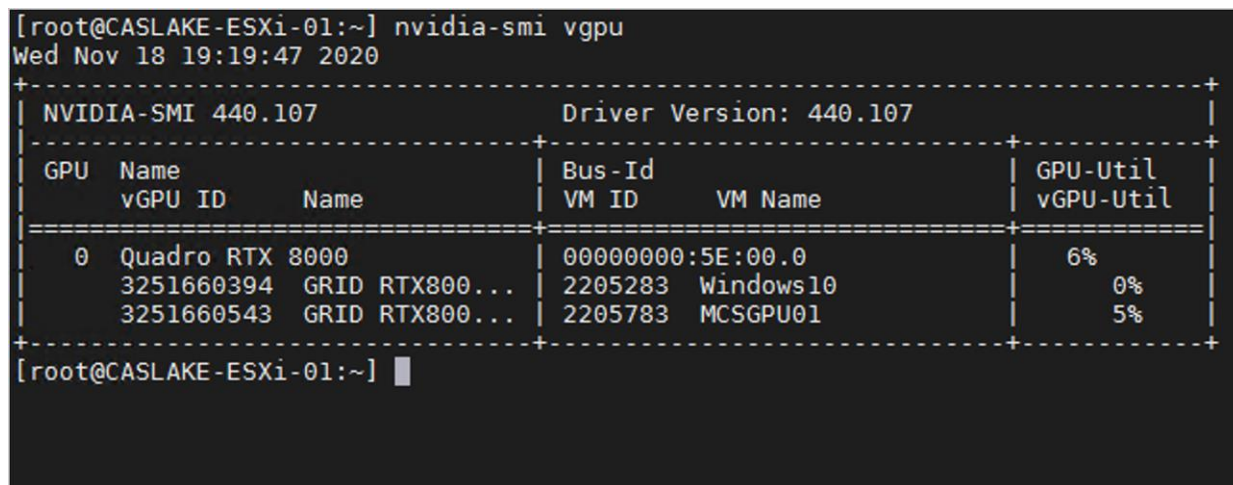 [root@CASLAKE-ESXi-01:~] nvidia-smi vgpu
Wed Nov 18 19:19:47 2020
+-----------------------------------------------------------------------------+
| NVIDIA-SMI 440.107                Driver Version: 440.107                   |
|---------------------------------+------------------------------+------------+
| GPU  Name                       | Bus-Id                       | GPU-Util   |
|      vGPU ID     Name           | VM ID     VM Name            | vGPU-Util  |
|=================================+==============================+============|
|   0  Quadro RTX 8000            | 00000000:5E:00.0             |   6%       |
|      3251660394  GRID RTX800... | 2205283  Windows10           |      0%    |
|      3251660543  GRID RTX800... | 2205783  MCSGPU01            |      5%    |
+---------------------------------+------------------------------+------------+
[root@CASLAKE-ESXi-01:~]